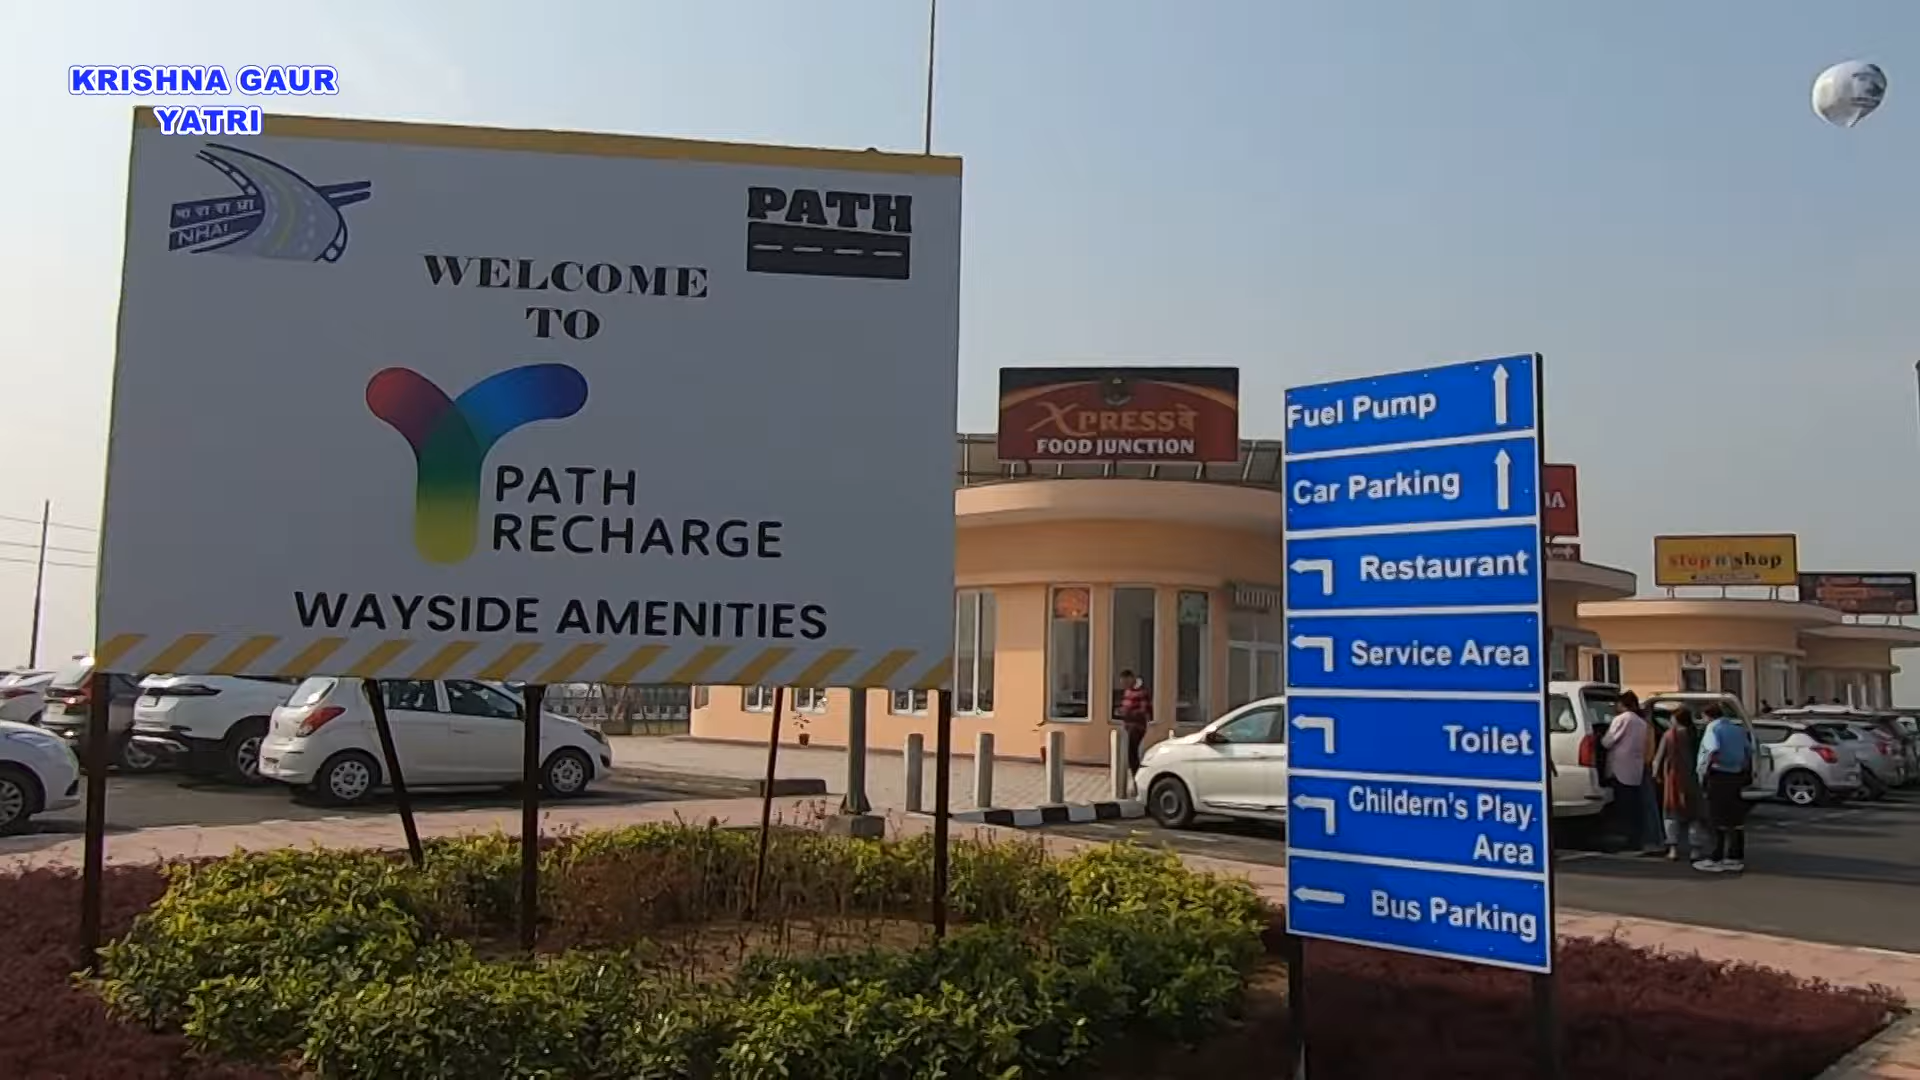 KRISHNA GAUR
YATRI
भा रा रा प्रा
NHAI
PATH
WELCOME
TO
PATH
RECHARGE
WAYSIDE AMENITIES
XPRESSवे
FOOD JUNCTION
Fuel Pump
Car Parking
Restaurant
Service Area
Toilet
Childern's Play
Area
Bus Parking
stop n shop